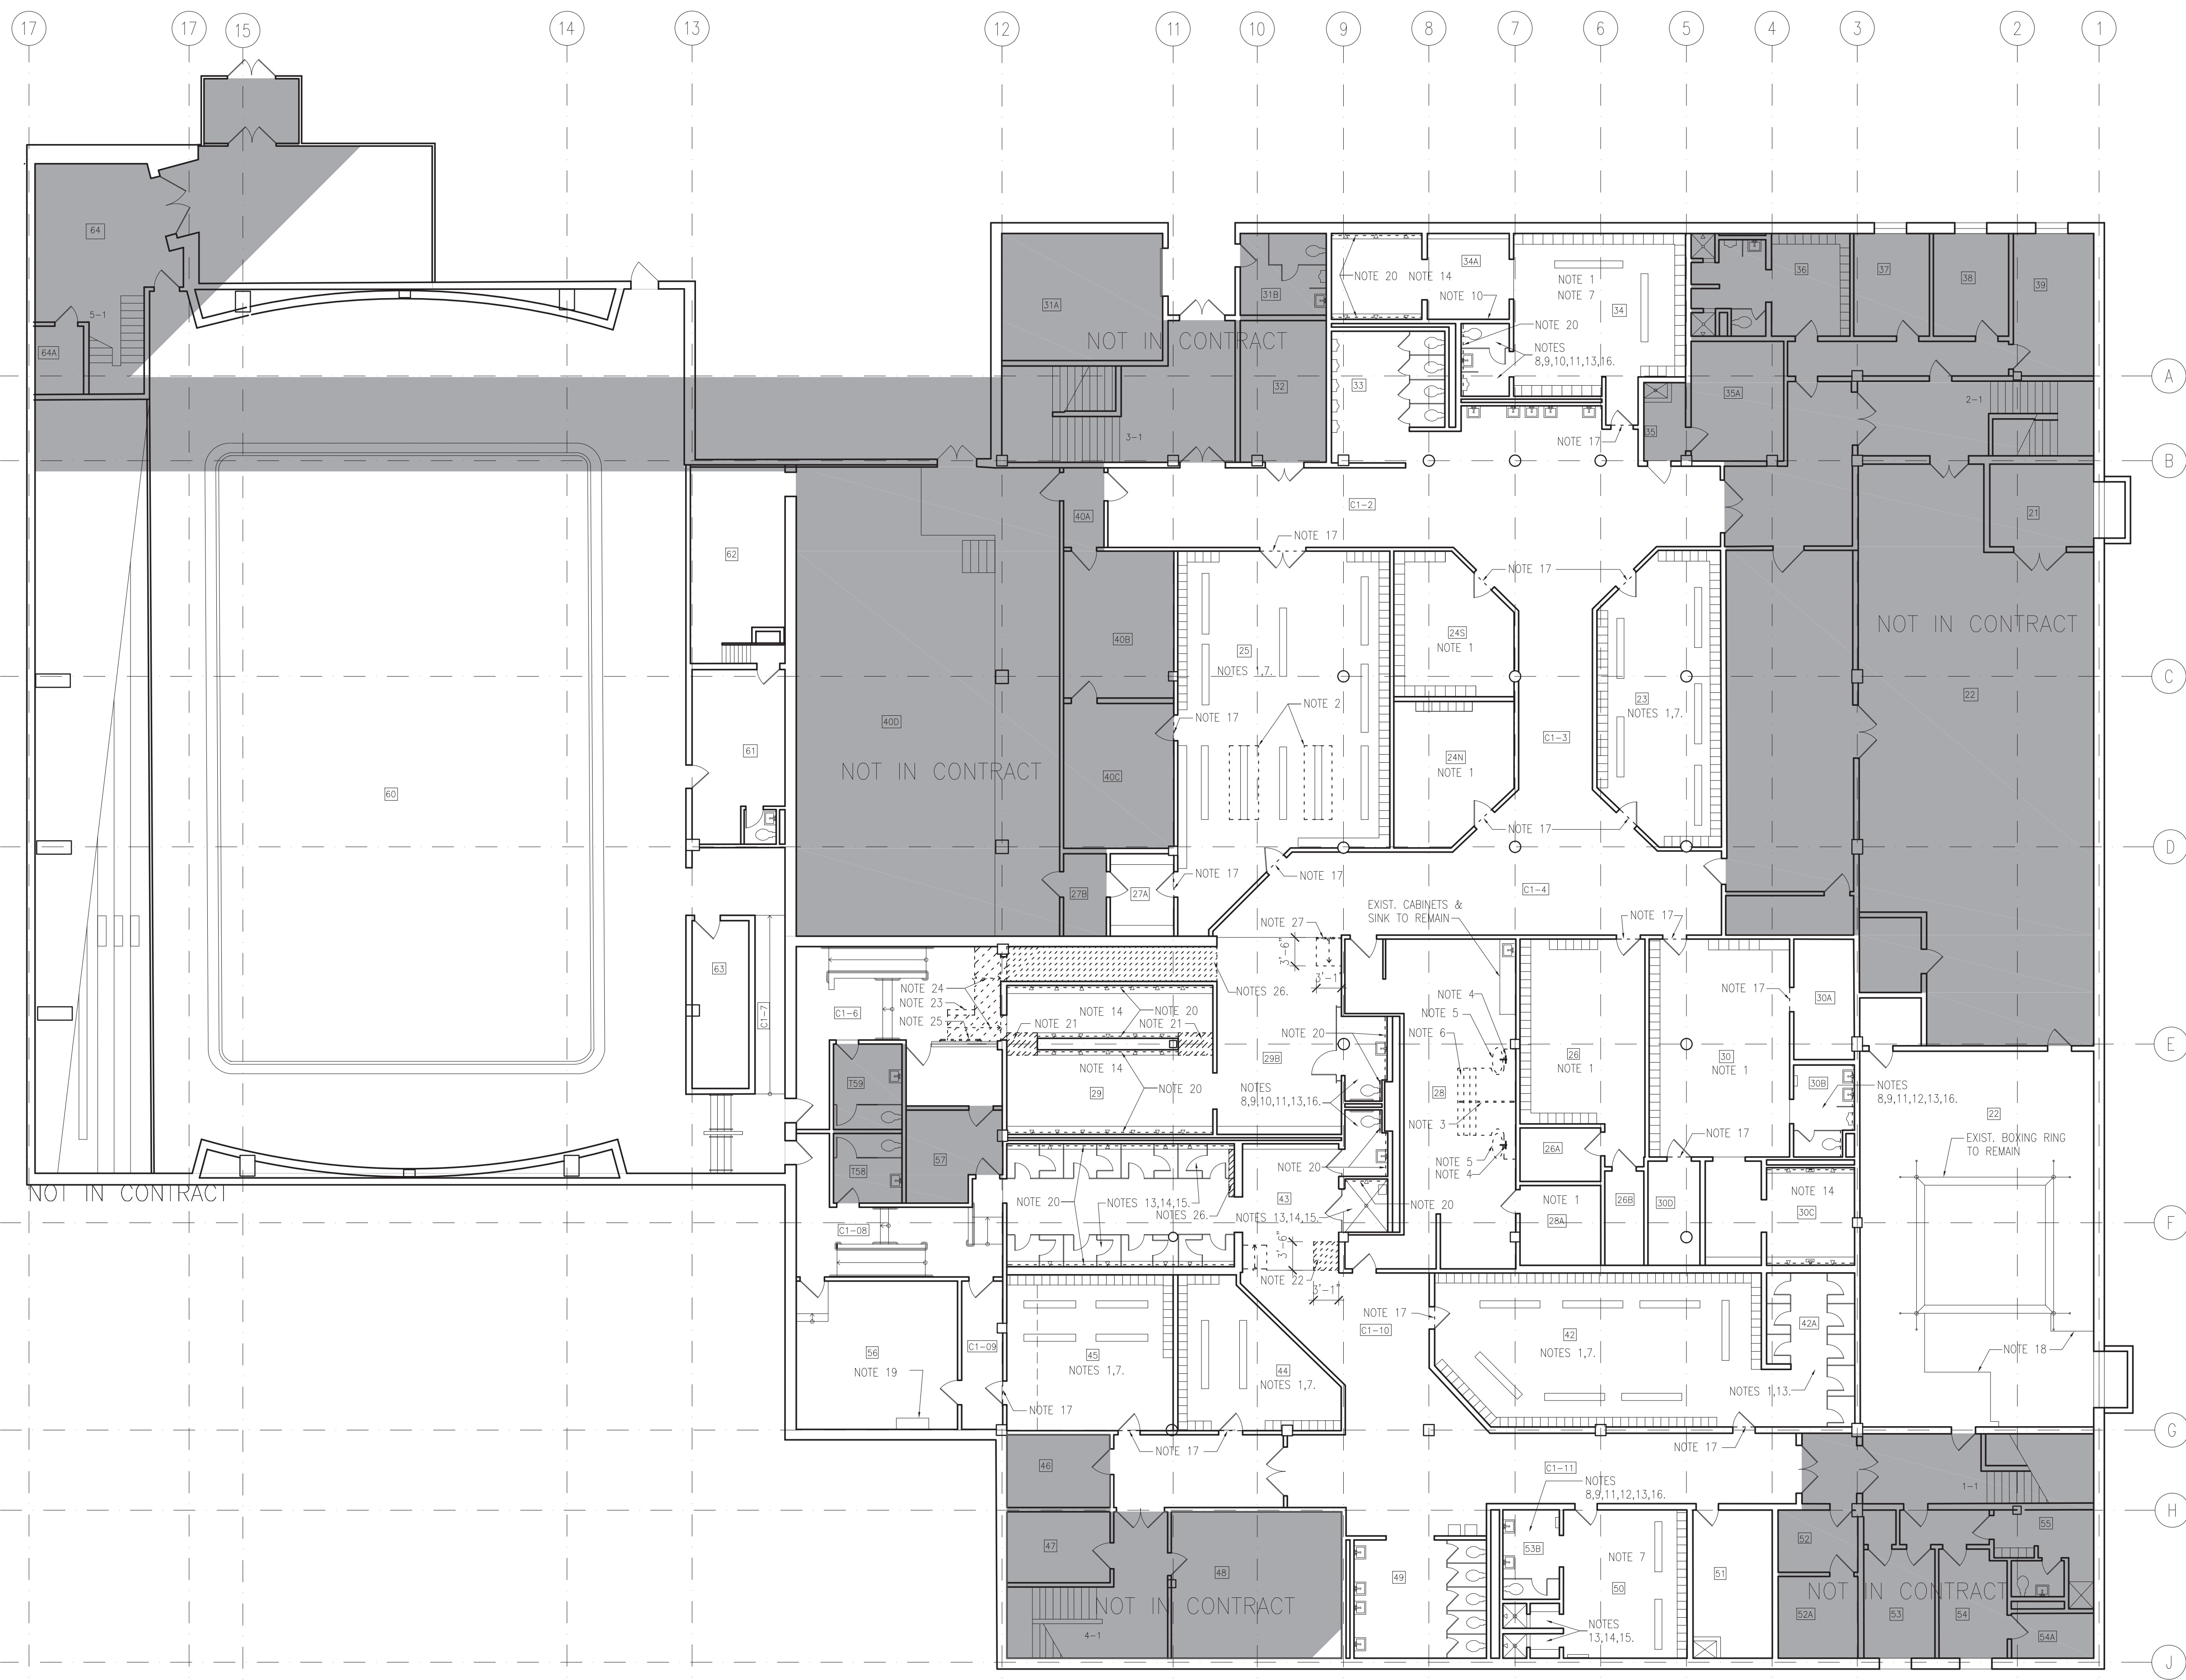 17
17
15
14
13
12
11
10
9
8
7
6
5
4
3
2
1
64
5-1
64A
31A
31B
NOT IN CONTRACT
32
3-1
NOTE 20
NOTE 14
34A
NOTE 10
NOTE 1
NOTE 7
34
NOTE 20
NOTES
8,9,10,11,13,16.
33
36
37
38
39
A
35A
35
2-1
NOTE 17
B
40A
C1-2
21
62
NOTE 17
NOTE 17
40B
25
NOTES 1,7.
24S
NOTE 1
NOT IN CONTRACT
C
23
NOTES 1,7.
22
40D
NOTE 17
NOTE 2
C1-3
61
NOT IN CONTRACT
40C
24N
NOTE 1
60
NOTE 17
D
27B
27A
NOTE 17
NOTE 17
C1-4
EXIST. CABINETS &
SINK TO REMAIN
NOTE 27
NOTE 17
3'-6"
3'-1"
63
C1-7
NOTE 24
NOTE 23
NOTE 25
C1-6
NOTES 26.
NOTE 14
NOTE 20
NOTE 21
NOTE 21
NOTE 4
NOTE 5
NOTE 6
NOTE 17
30A
NOTE 20
E
NOTE 14
29B
26
NOTE 1
30
NOTE 1
T59
29
NOTE 20
NOTES
8,9,10,11,13,16.
28
30B
NOTES
8,9,11,12,13,16.
22
NOTE 3
EXIST. BOXING RING
TO REMAIN
NOTE 17
26A
T58
57
NOTE 20
NOTE 5
NOTE 4
NOT IN CONTRACT
NOTE 20
NOTES 13,14,15.
NOTES 26.
43
NOTES 13,14,15.
NOTE 20
NOTE 1
28A
26B
30D
NOTE 14
30C
F
C1-08
3'-6"
NOTE 22
3'-1"
NOTE 17
C1-10
42
NOTES 1,7.
42A
56
NOTE 19
C1-09
45
NOTES 1,7.
44
NOTES 1,7.
NOTE 18
NOTES 1,13.
NOTE 17
NOTE 17
NOTE 17
G
46
C1-11
NOTES
8,9,11,12,13,16.
1-1
H
47
48
53B
NOTE 7
52
55
49
50
51
NOT IN CONTRACT
NOT IN CONTRACT
4-1
NOTES
13,14,15.
52A
53
54
54A
J